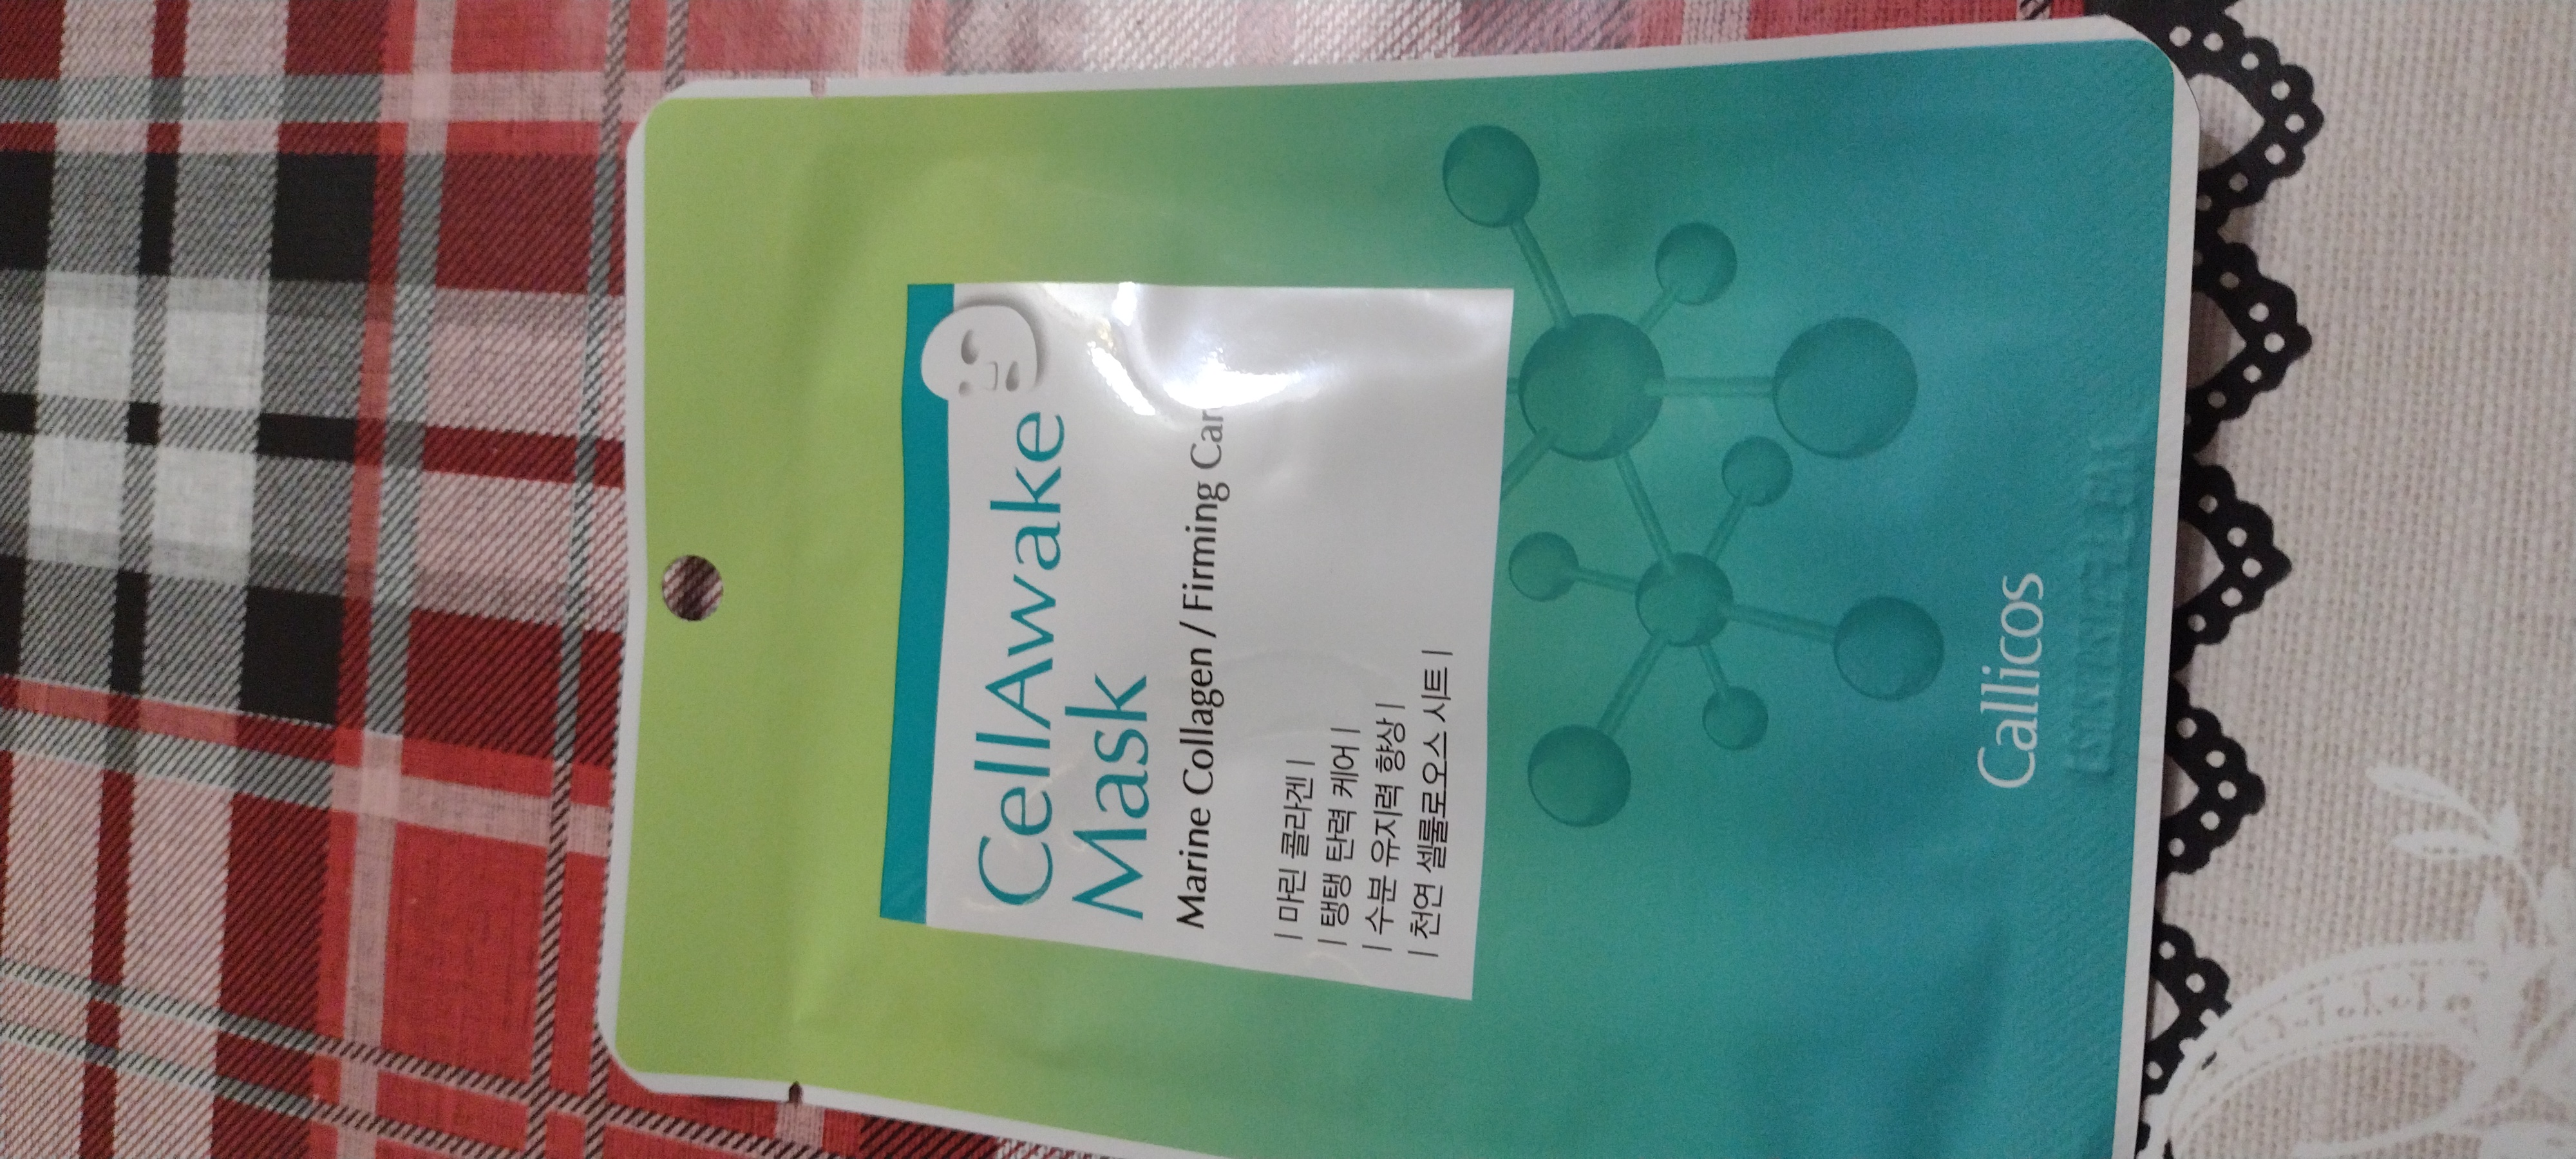 CellAwake
Mask
Marine Collagen / Firming Car
| 마린 콜라겐 |
| 탱탱 탄력 케어 |
| 수분 유지력 향상 |
| 천연 셀룰로오스 시트 |
Callicos